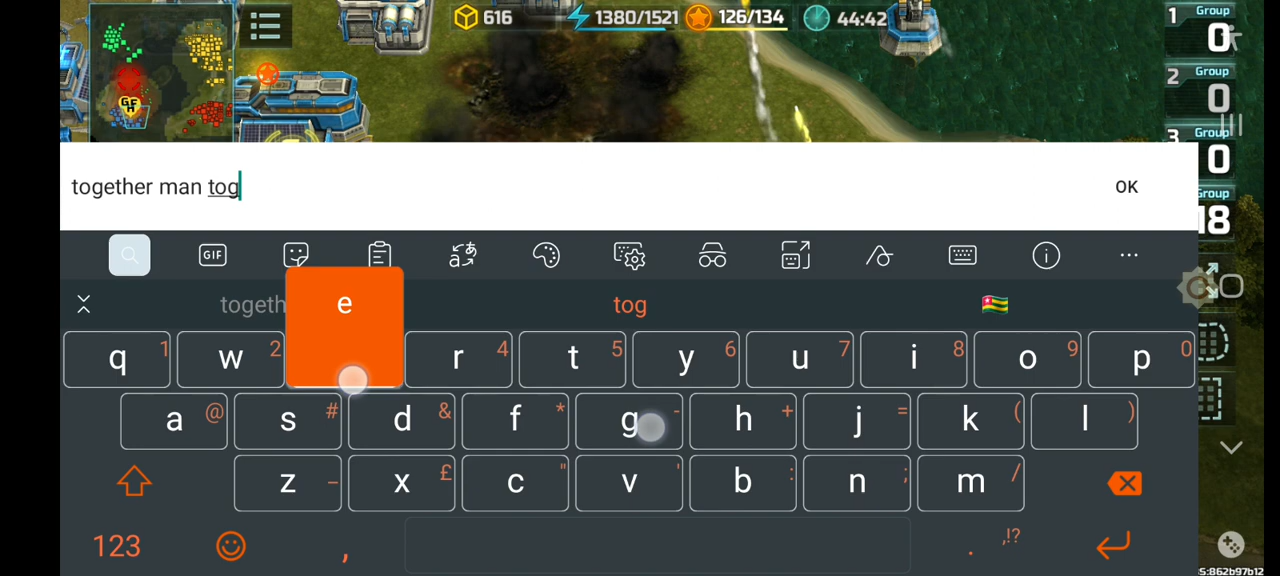 616
1380/1521
126/134
44:42
1 Group
0
2 Group
0
3 Group
0
Group
18
together man tog
OK
GIF
togeth
e
tog
q 1 w 2 r 4 t 5 y 6 u 7 i 8 o 9 p 0
a @ s # d & f * g - h + j = k ( l )
z _ x £ c " v ' b : n ; m /
123 , . ,!?
S:862b97b12